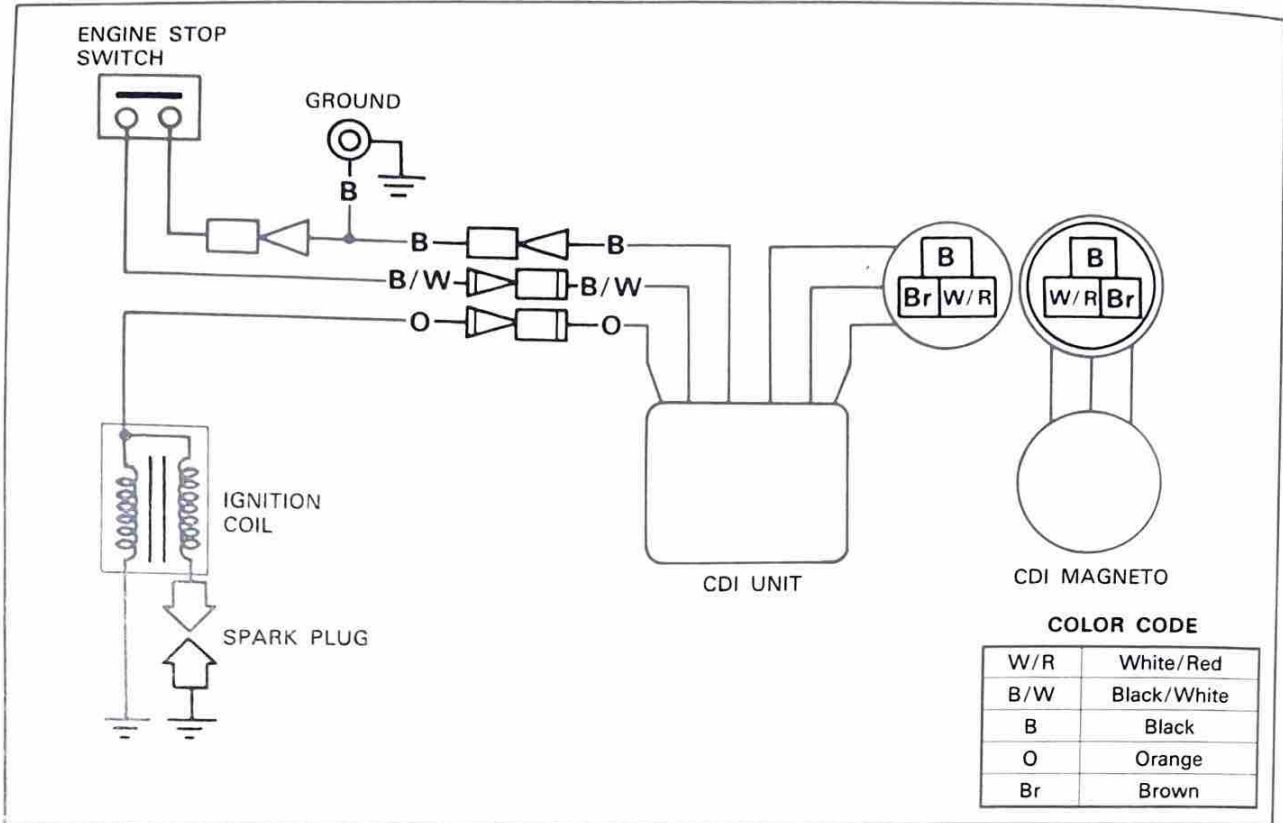 ENGINE STOP
SWITCH
GROUND
B
B B
B/W B/W
O O
B
Br W/R
B
W/R Br
IGNITION
COIL
SPARK PLUG
CDI UNIT
CDI MAGNETO
COLOR CODE
W/R White/Red
B/W Black/White
B Black
O Orange
Br Brown